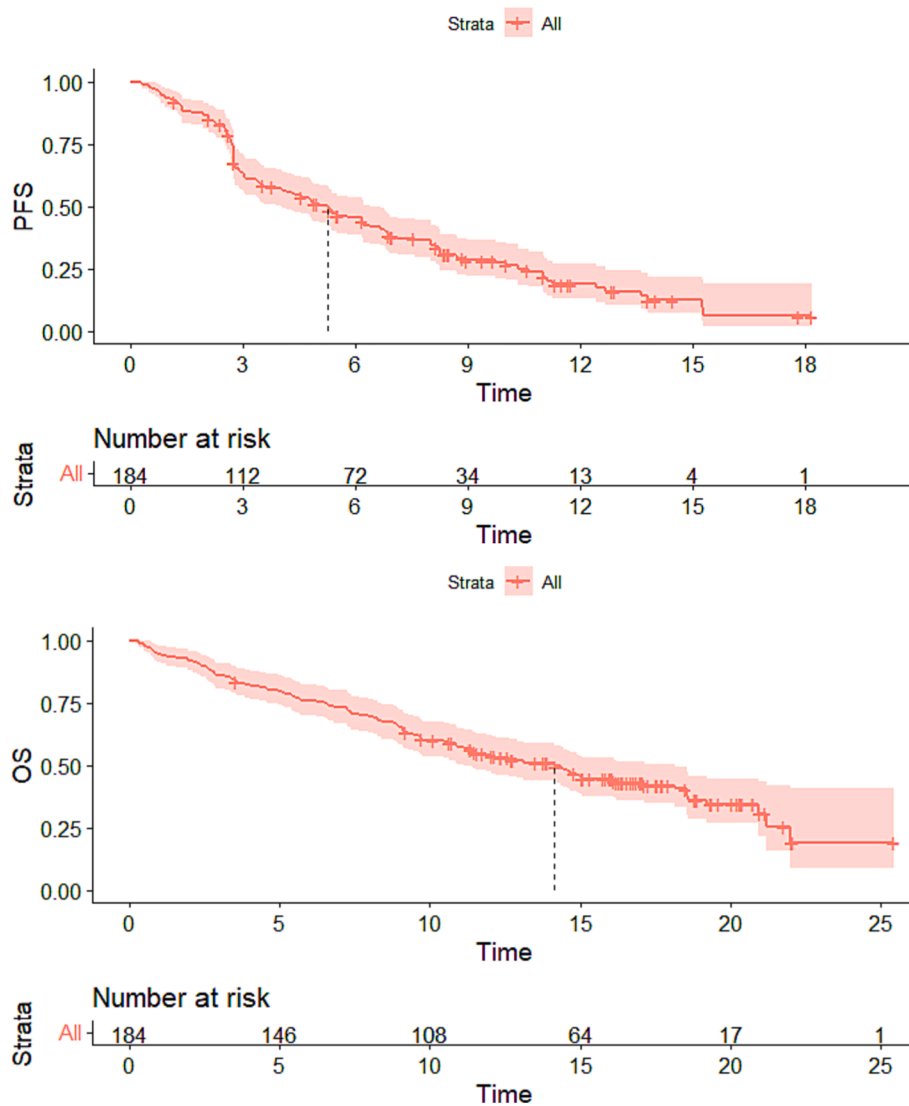 Strata All
1.00
0.75
0.50
0.25
0.00
PFS
0 3 6 9 12 15 18
Time
Number at risk
Strata
All 184 112 72 34 13 4 1
0 3 6 9 12 15 18
Time
Strata All
1.00
0.75
0.50
0.25
0.00
OS
0 5 10 15 20 25
Time
Number at risk
Strata
All 184 146 108 64 17 1
0 5 10 15 20 25
Time